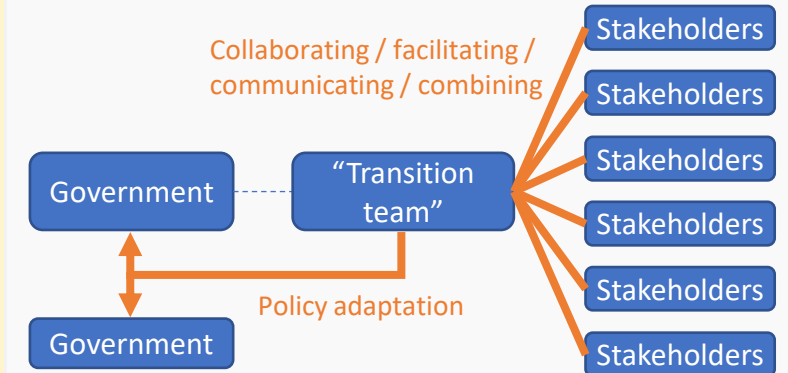 Collaborating / facilitating /
communicating / combining
Stakeholders
Stakeholders
Stakeholders
Stakeholders
Stakeholders
Stakeholders
Government
“Transition
team”
Policy adaptation
Government